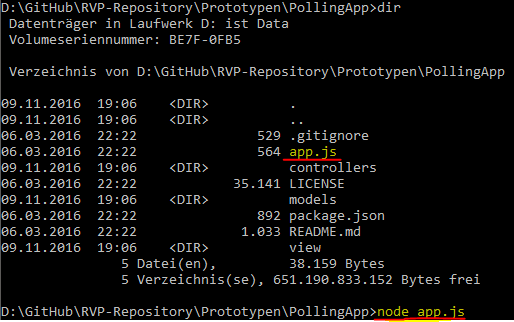 D:\GitHub\RVP-Repository\Prototypen\PollingApp>dir
Datenträger in Laufwerk D: ist Data
Volumeseriennummer: BE7F-0FB5
Verzeichnis von D:\GitHub\RVP-Repository\Prototypen\PollingApp
09.11.2016  19:06    <DIR>          .
09.11.2016  19:06    <DIR>          ..
06.03.2016  22:22               529 .gitignore
06.03.2016  22:22               564 app.js
09.11.2016  19:06    <DIR>          controllers
06.03.2016  22:22            35.141 LICENSE
09.11.2016  19:06    <DIR>          models
06.03.2016  22:22               892 package.json
06.03.2016  22:22             1.033 README.md
09.11.2016  19:06    <DIR>          view
5 Datei(en),         38.159 Bytes
5 Verzeichnis(se), 651.190.833.152 Bytes frei
D:\GitHub\RVP-Repository\Prototypen\PollingApp>node app.js